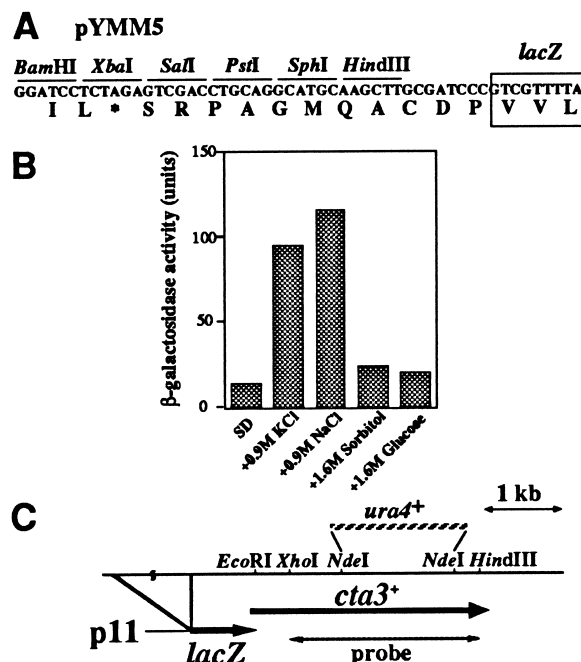 A pYMM5
BamHI XbaI SalI PstI SphI HindIII lacZ
GGATCCTCTAGAGTCGACCTGCAGGCATGCAAGCTTGCGATCCCGTCGTTTTA
I L * S R P A G M Q A C D P V V L
B
β-galactosidase activity (units)
150
100
50
0
SD
+0.9M KCl
+0.9M NaCl
+1.6M Sorbitol
+1.6M Glucose
C
ura4+
1 kb
EcoRI XhoI NdeI NdeI HindIII
cta3+
p11
lacZ
probe